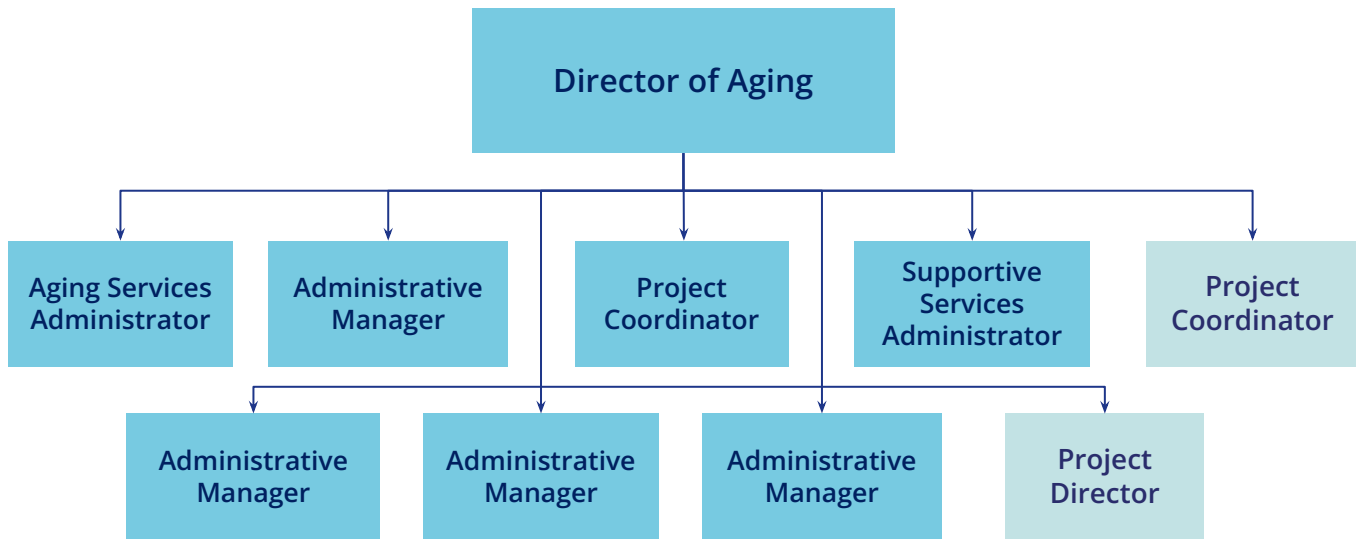 Director of Aging
Aging Services
Administrator
Administrative
Manager
Project
Coordinator
Supportive
Services
Administrator
Project
Coordinator
Administrative
Manager
Administrative
Manager
Administrative
Manager
Project
Director